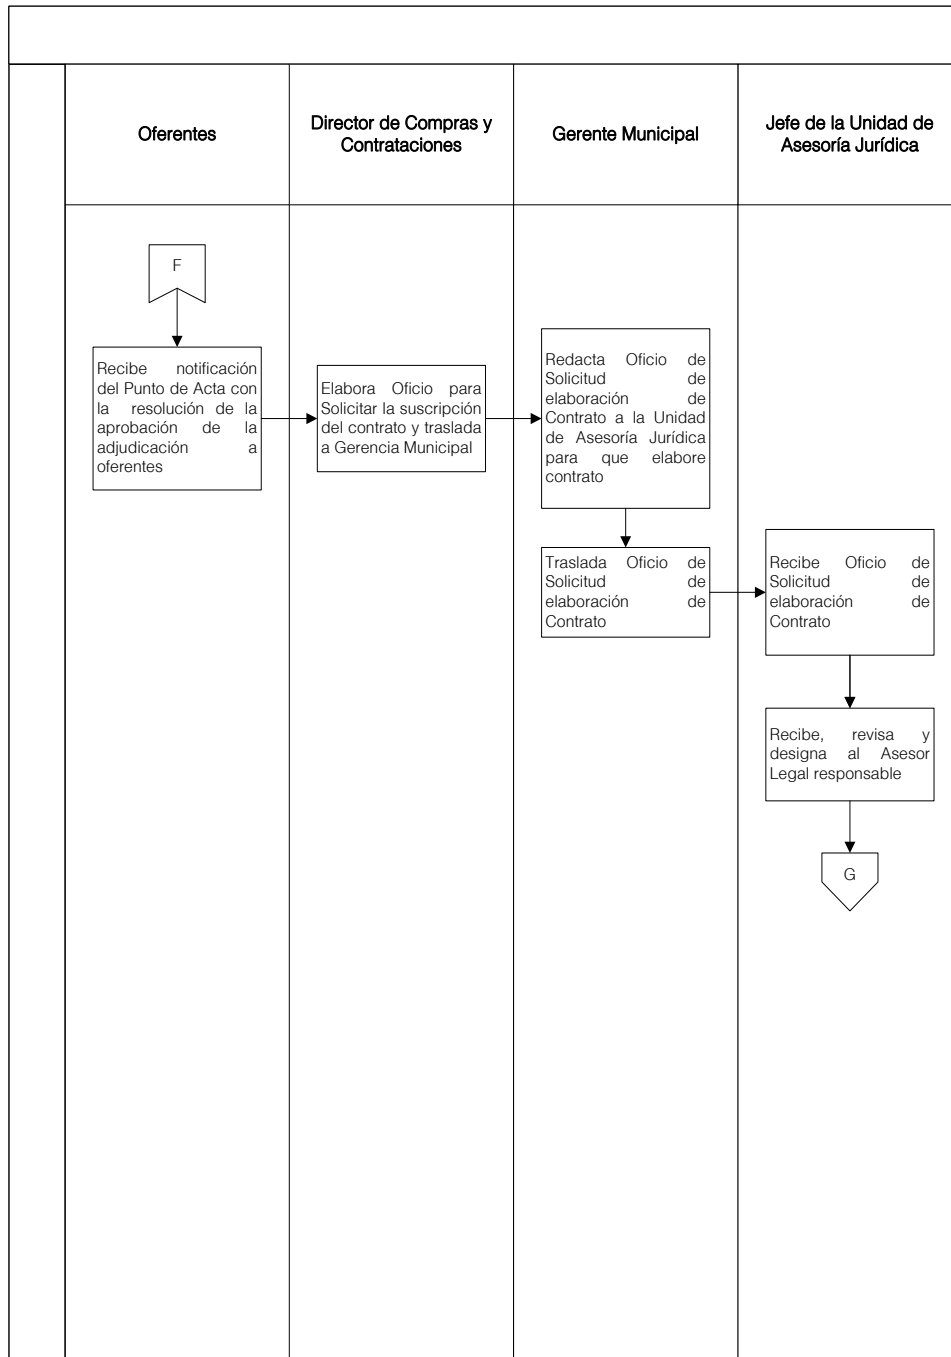 Oferentes
Director de Compras y
Contrataciones
Gerente Municipal
Jefe de la Unidad de
Asesoría Jurídica
F
Recibe notificación
del Punto de Acta con
la resolución de la
aprobación de la
adjudicación a
oferentes
Elabora Oficio para
Solicitar la suscripción
del contrato y traslada
a Gerencia Municipal
Redacta Oficio de
Solicitud de
elaboración de
Contrato a la Unidad
de Asesoría Jurídica
para que elabore
contrato
Traslada Oficio de
Solicitud de
elaboración de
Contrato
Recibe Oficio de
Solicitud de
elaboración de
Contrato
Recibe, revisa y
designa al Asesor
Legal responsable
G